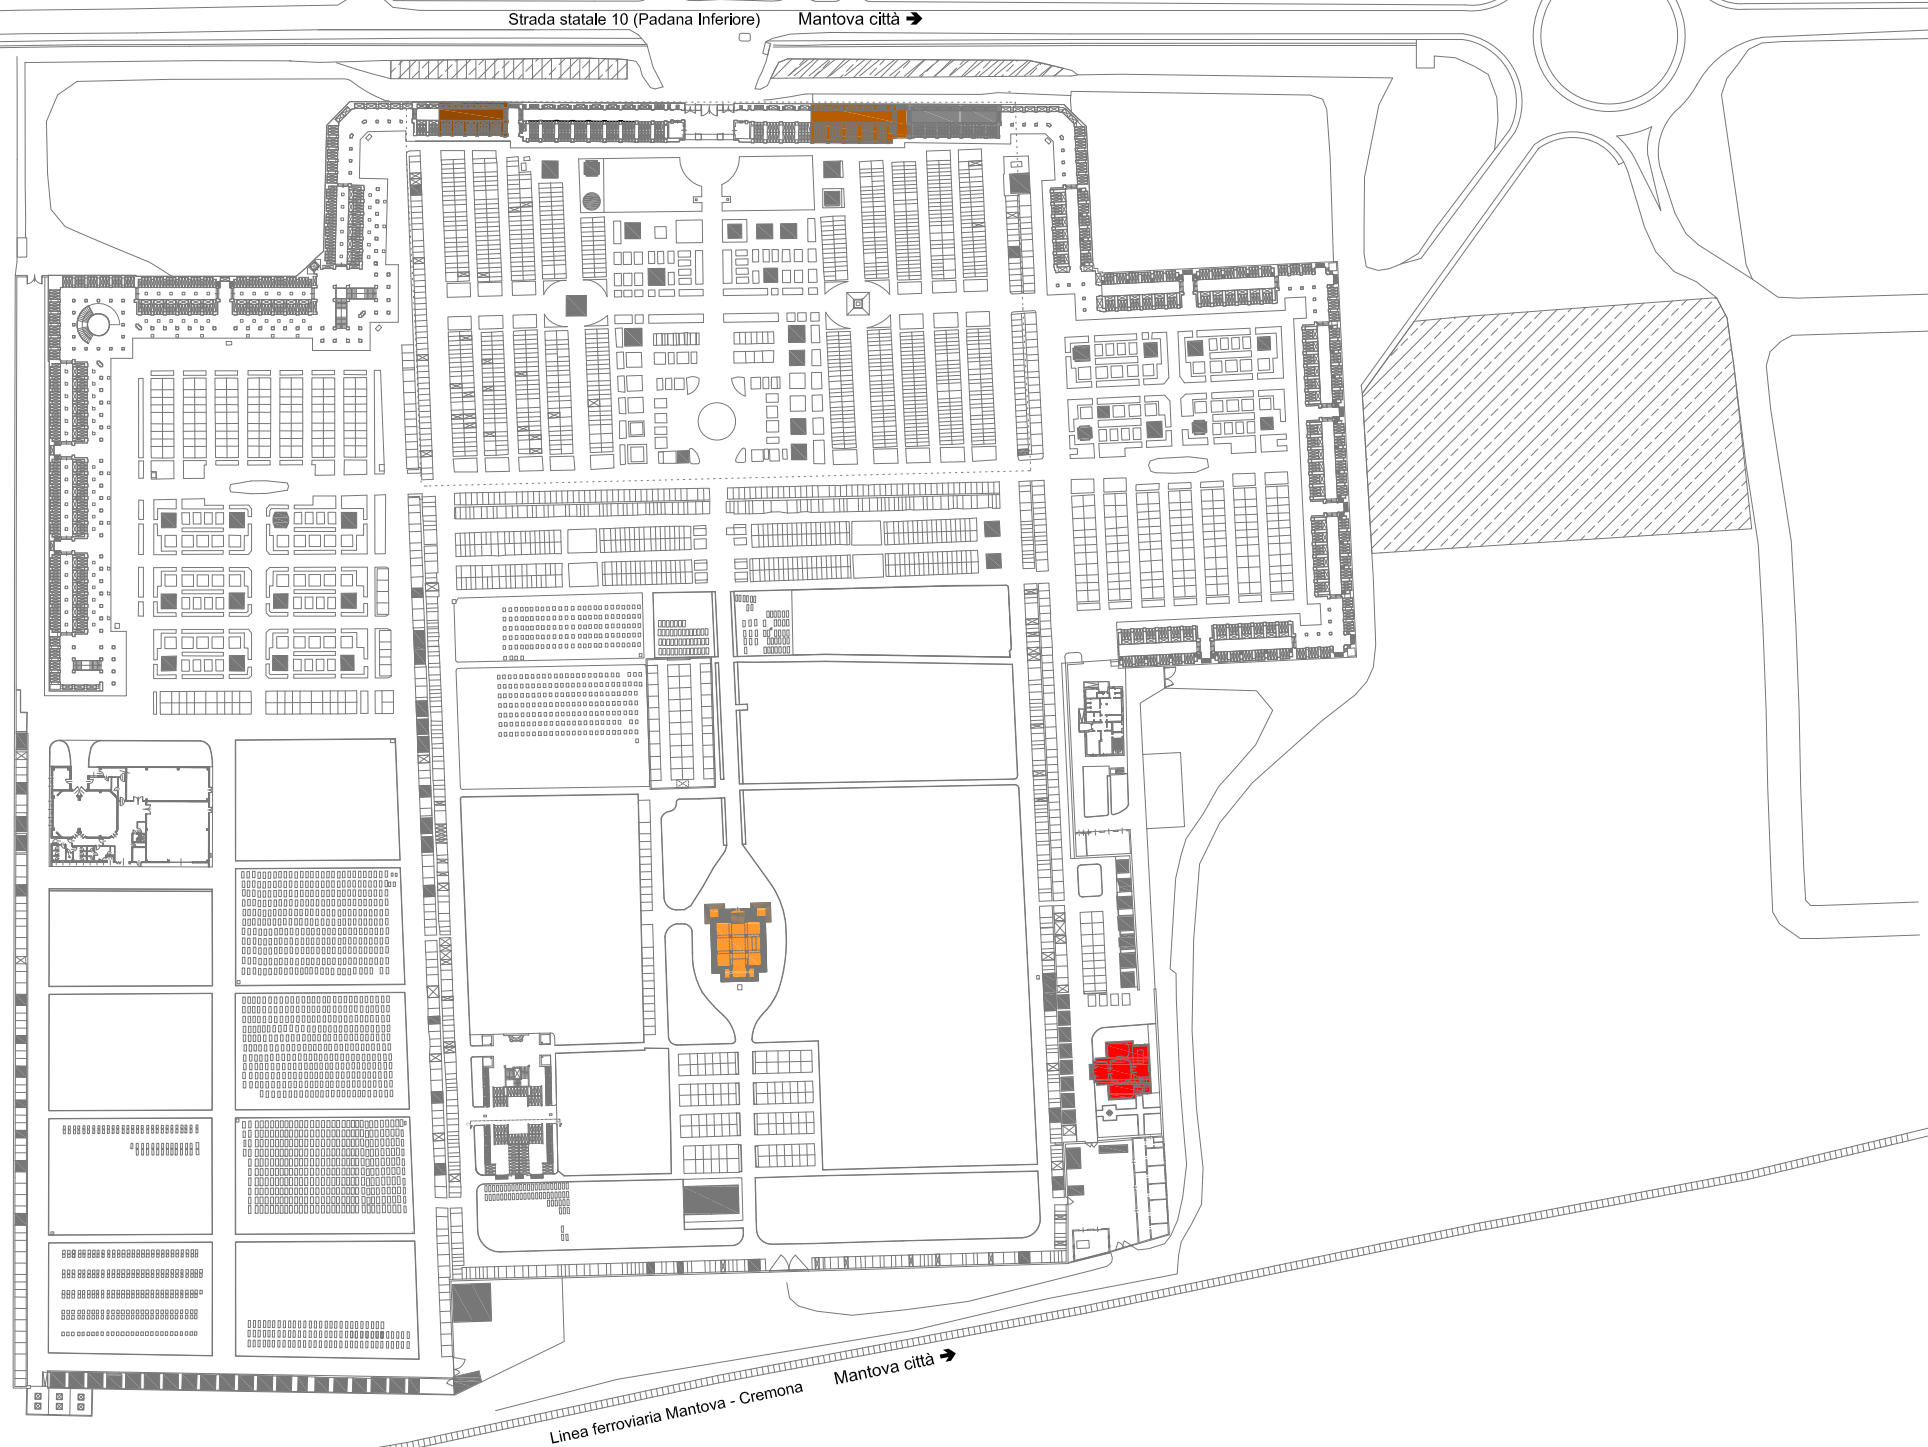 Strada statale 10 (Padana Inferiore) Mantova città ➔
Mantova città ➔
Linea ferroviaria Mantova - Cremona